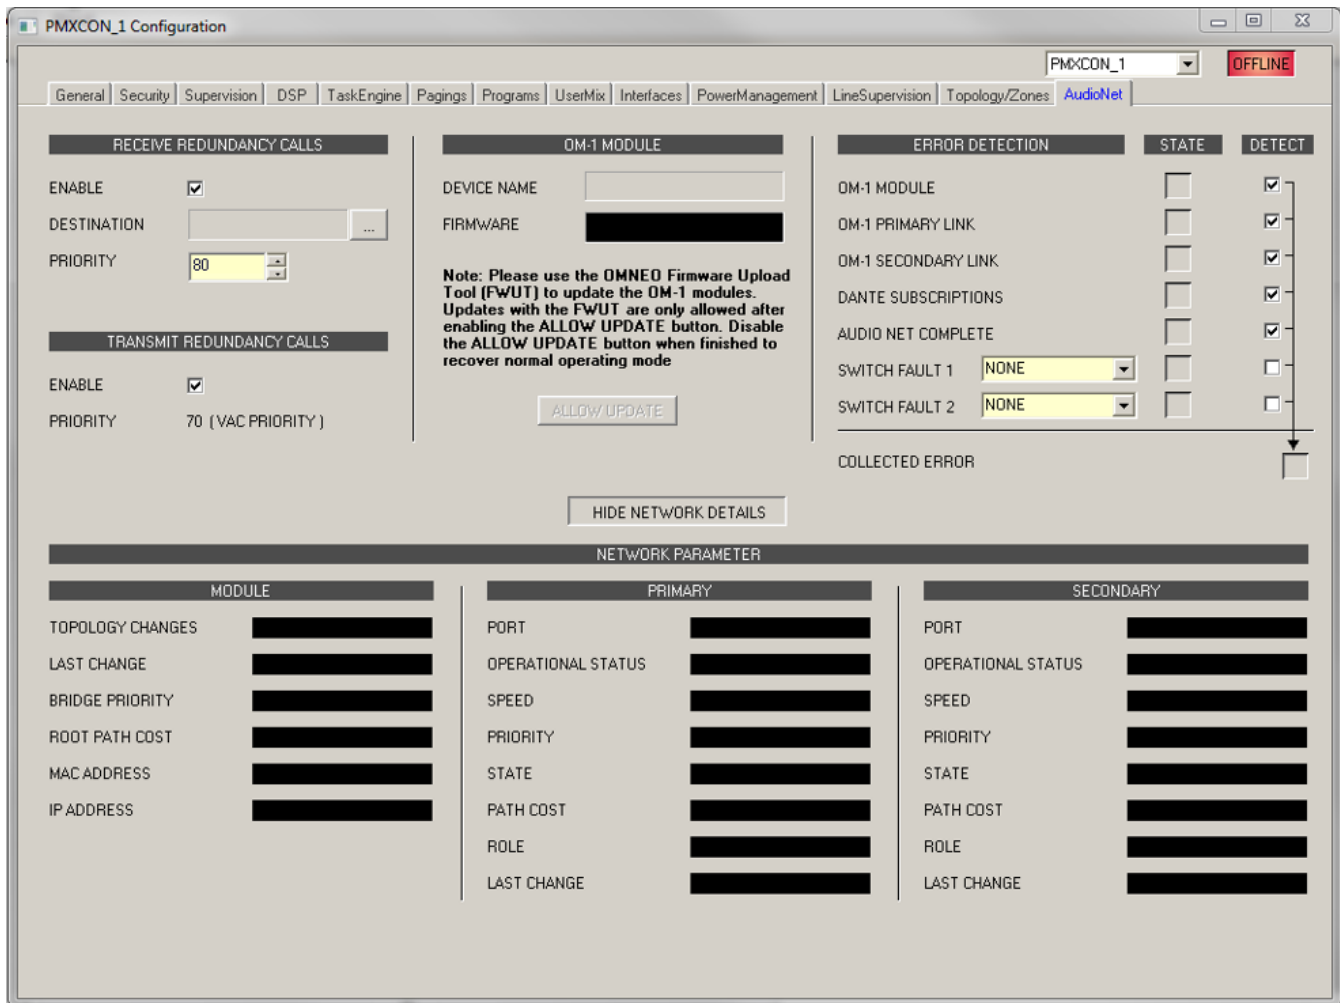 PMXCON_1 Configuration
PMXCON_1 OFFLINE
General Security Supervision DSP TaskEngine Pagings Programs UserMix Interfaces PowerManagement LineSupervision Topology/Zones AudioNet
RECEIVE REDUNDANCY CALLS
ENABLE
DESTINATION ...
PRIORITY 80
TRANSMIT REDUNDANCY CALLS
ENABLE
PRIORITY 70 ( VAC PRIORITY )
OM-1 MODULE
DEVICE NAME
FIRMWARE
Note: Please use the OMNEO Firmware Upload
Tool (FWUT) to update the OM-1 modules.
Updates with the FWUT are only allowed after
enabling the ALLOW UPDATE button. Disable
the ALLOW UPDATE button when finished to
recover normal operating mode
ALLOW UPDATE
ERROR DETECTION STATE DETECT
OM-1 MODULE
OM-1 PRIMARY LINK
OM-1 SECONDARY LINK
DANTE SUBSCRIPTIONS
AUDIO NET COMPLETE
SWITCH FAULT 1 NONE
SWITCH FAULT 2 NONE
COLLECTED ERROR
HIDE NETWORK DETAILS
NETWORK PARAMETER
MODULE
TOPOLOGY CHANGES
LAST CHANGE
BRIDGE PRIORITY
ROOT PATH COST
MAC ADDRESS
IP ADDRESS
PRIMARY
PORT
OPERATIONAL STATUS
SPEED
PRIORITY
STATE
PATH COST
ROLE
LAST CHANGE
SECONDARY
PORT
OPERATIONAL STATUS
SPEED
PRIORITY
STATE
PATH COST
ROLE
LAST CHANGE